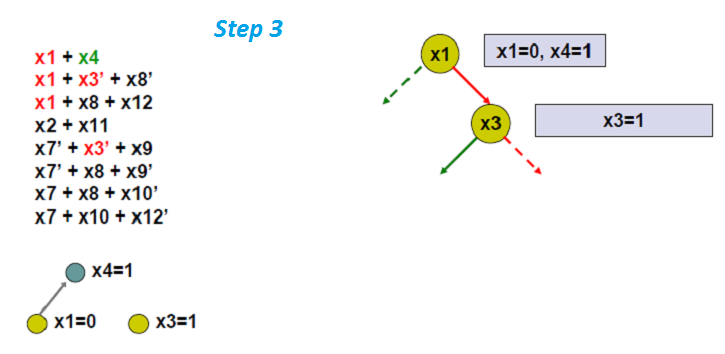 Step 3
x1 + x4
x1 + x3' + x8'
x1 + x8 + x12
x2 + x11
x7' + x3' + x9
x7' + x8 + x9'
x7 + x8 + x10'
x7 + x10 + x12'
x1
x1=0, x4=1
x3
x3=1
x4=1
x1=0
x3=1